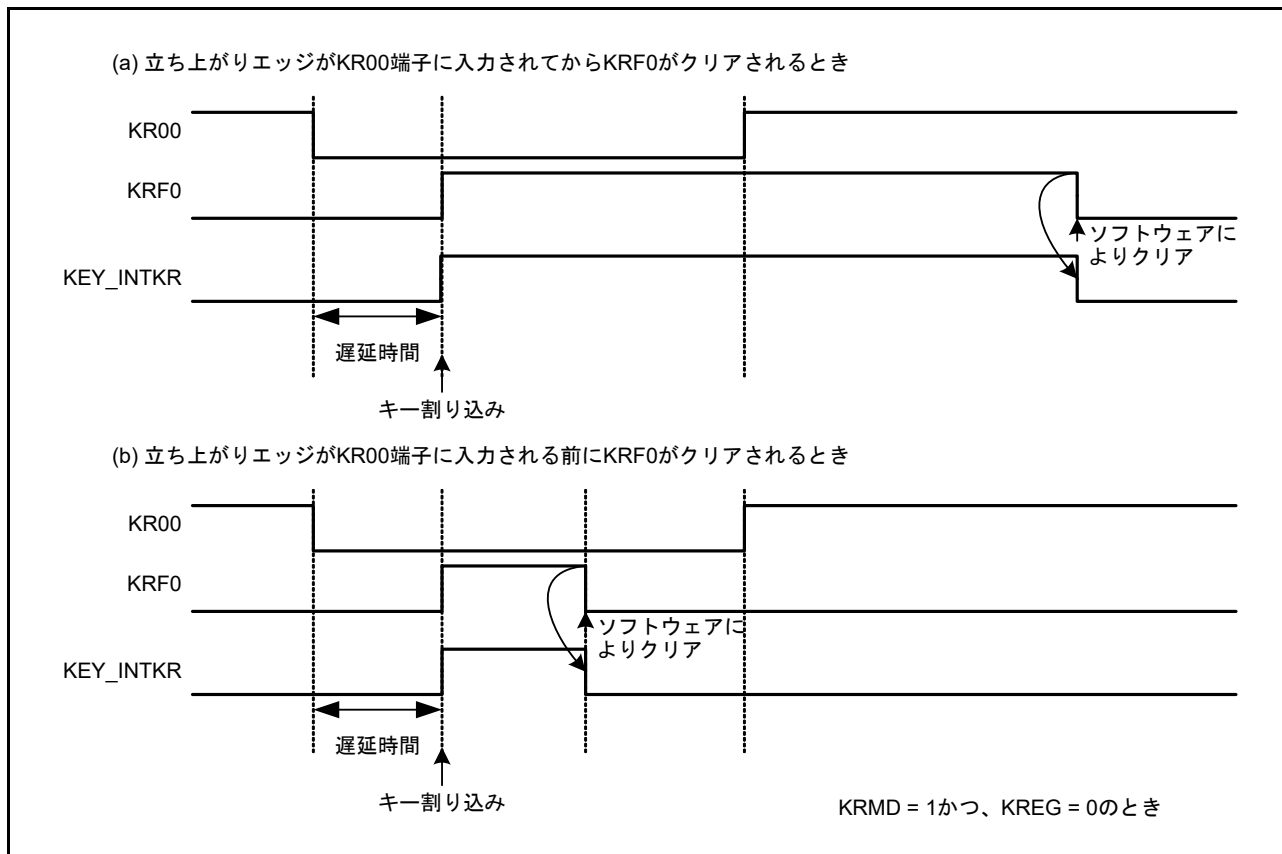 (a) 立ち上がりエッジがKR00端子に入力されてからKRF0がクリアされるとき
KR00
KRF0
ソフトウェアに
よりクリア
KEY_INTKR
遅延時間
キー割り込み
(b) 立ち上がりエッジがKR00端子に入力される前にKRF0がクリアされるとき
KR00
KRF0
ソフトウェアに
よりクリア
KEY_INTKR
遅延時間
キー割り込み
KRMD = 1かつ、KREG = 0のとき